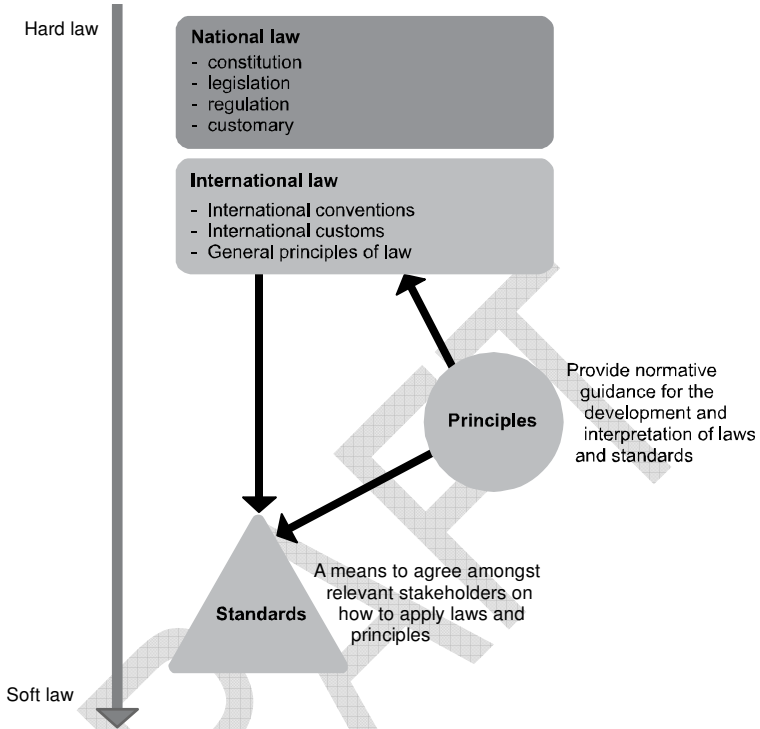 Hard law
National law
- constitution
- legislation
- regulation
- customary
International law
- International conventions
- International customs
- General principles of law
Provide normative
guidance for the
development and
interpretation of laws
and standards
Principles
A means to agree amongst
relevant stakeholders on
how to apply laws and
principles
Standards
Soft law
DRAFT